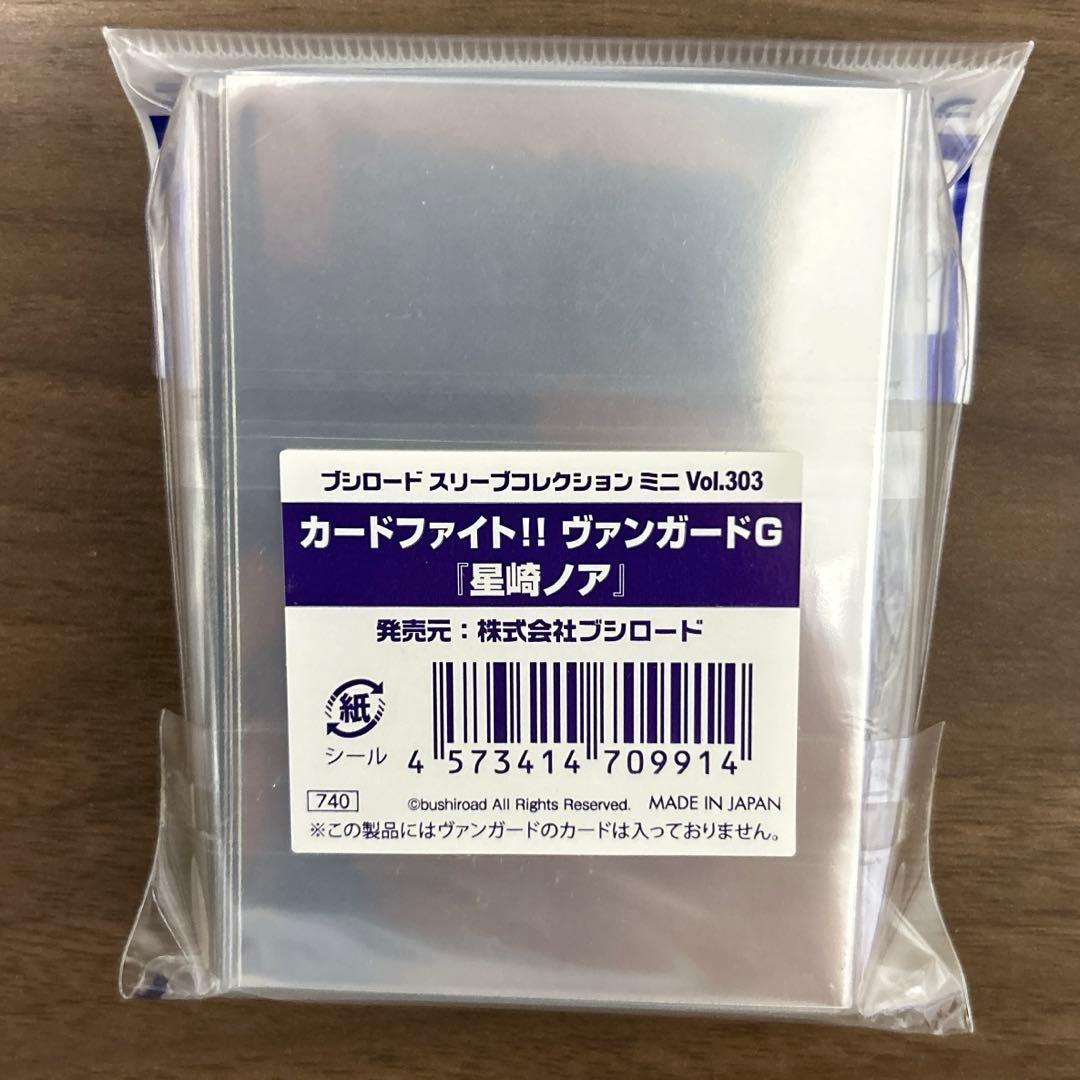 ブシロード スリーブコレクション ミニ Vol.303
カードファイト!! ヴァンガードG
『星崎ノア』
発売元：株式会社ブシロード
紙
シール
4 573414 709914
740
©bushiroad All Rights Reserved. MADE IN JAPAN
※この製品にはヴァンガードのカードは入っておりません。